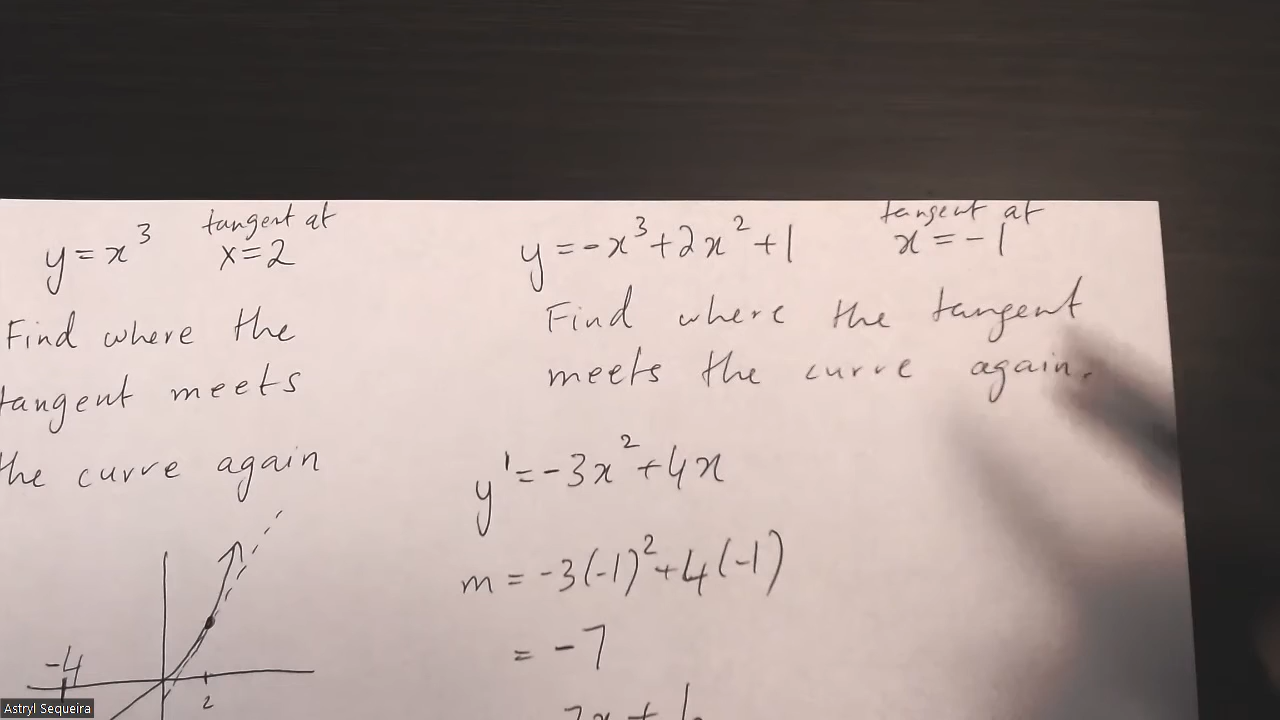 y = x³ tangent at x = 2
Find where the
tangent meets
the curve again
-4
2
y = -x³ + 2x² + 1 tangent at x = -1
Find where the tangent
meets the curve again.
y' = -3x² + 4x
m = -3(-1)² + 4(-1)
= -7
Astryl Sequeira